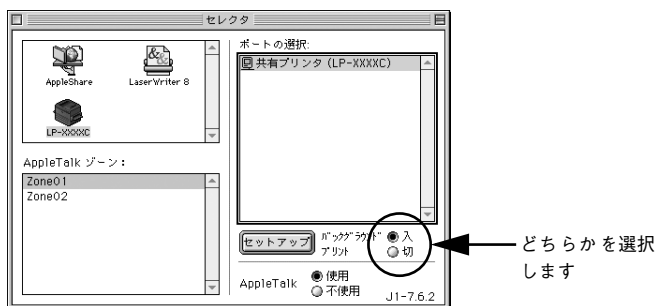 セレクタ
AppleShare
LaserWriter 8
LP-XXXXC
AppleTalk ゾーン：
Zone01
Zone02
ポートの選択:
共有プリンタ (LP-XXXXC)
セットアップ
ﾊﾞｯｸｸﾞﾗｳﾝﾄﾞ
ﾌﾟﾘﾝﾄ
入
切
AppleTalk
使用
不使用
J1-7.6.2
どちらかを選択
します